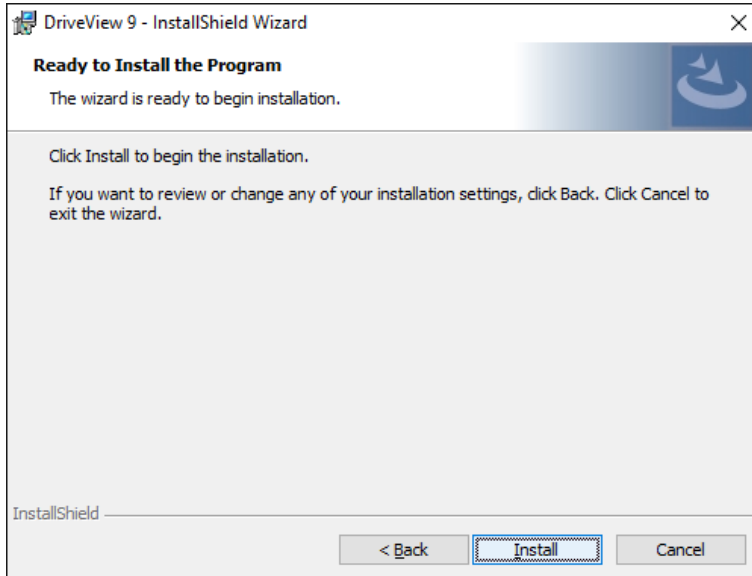 DriveView 9 - InstallShield Wizard
Ready to Install the Program
The wizard is ready to begin installation.
Click Install to begin the installation.
If you want to review or change any of your installation settings, click Back. Click Cancel to
exit the wizard.
InstallShield
< Back
Install
Cancel